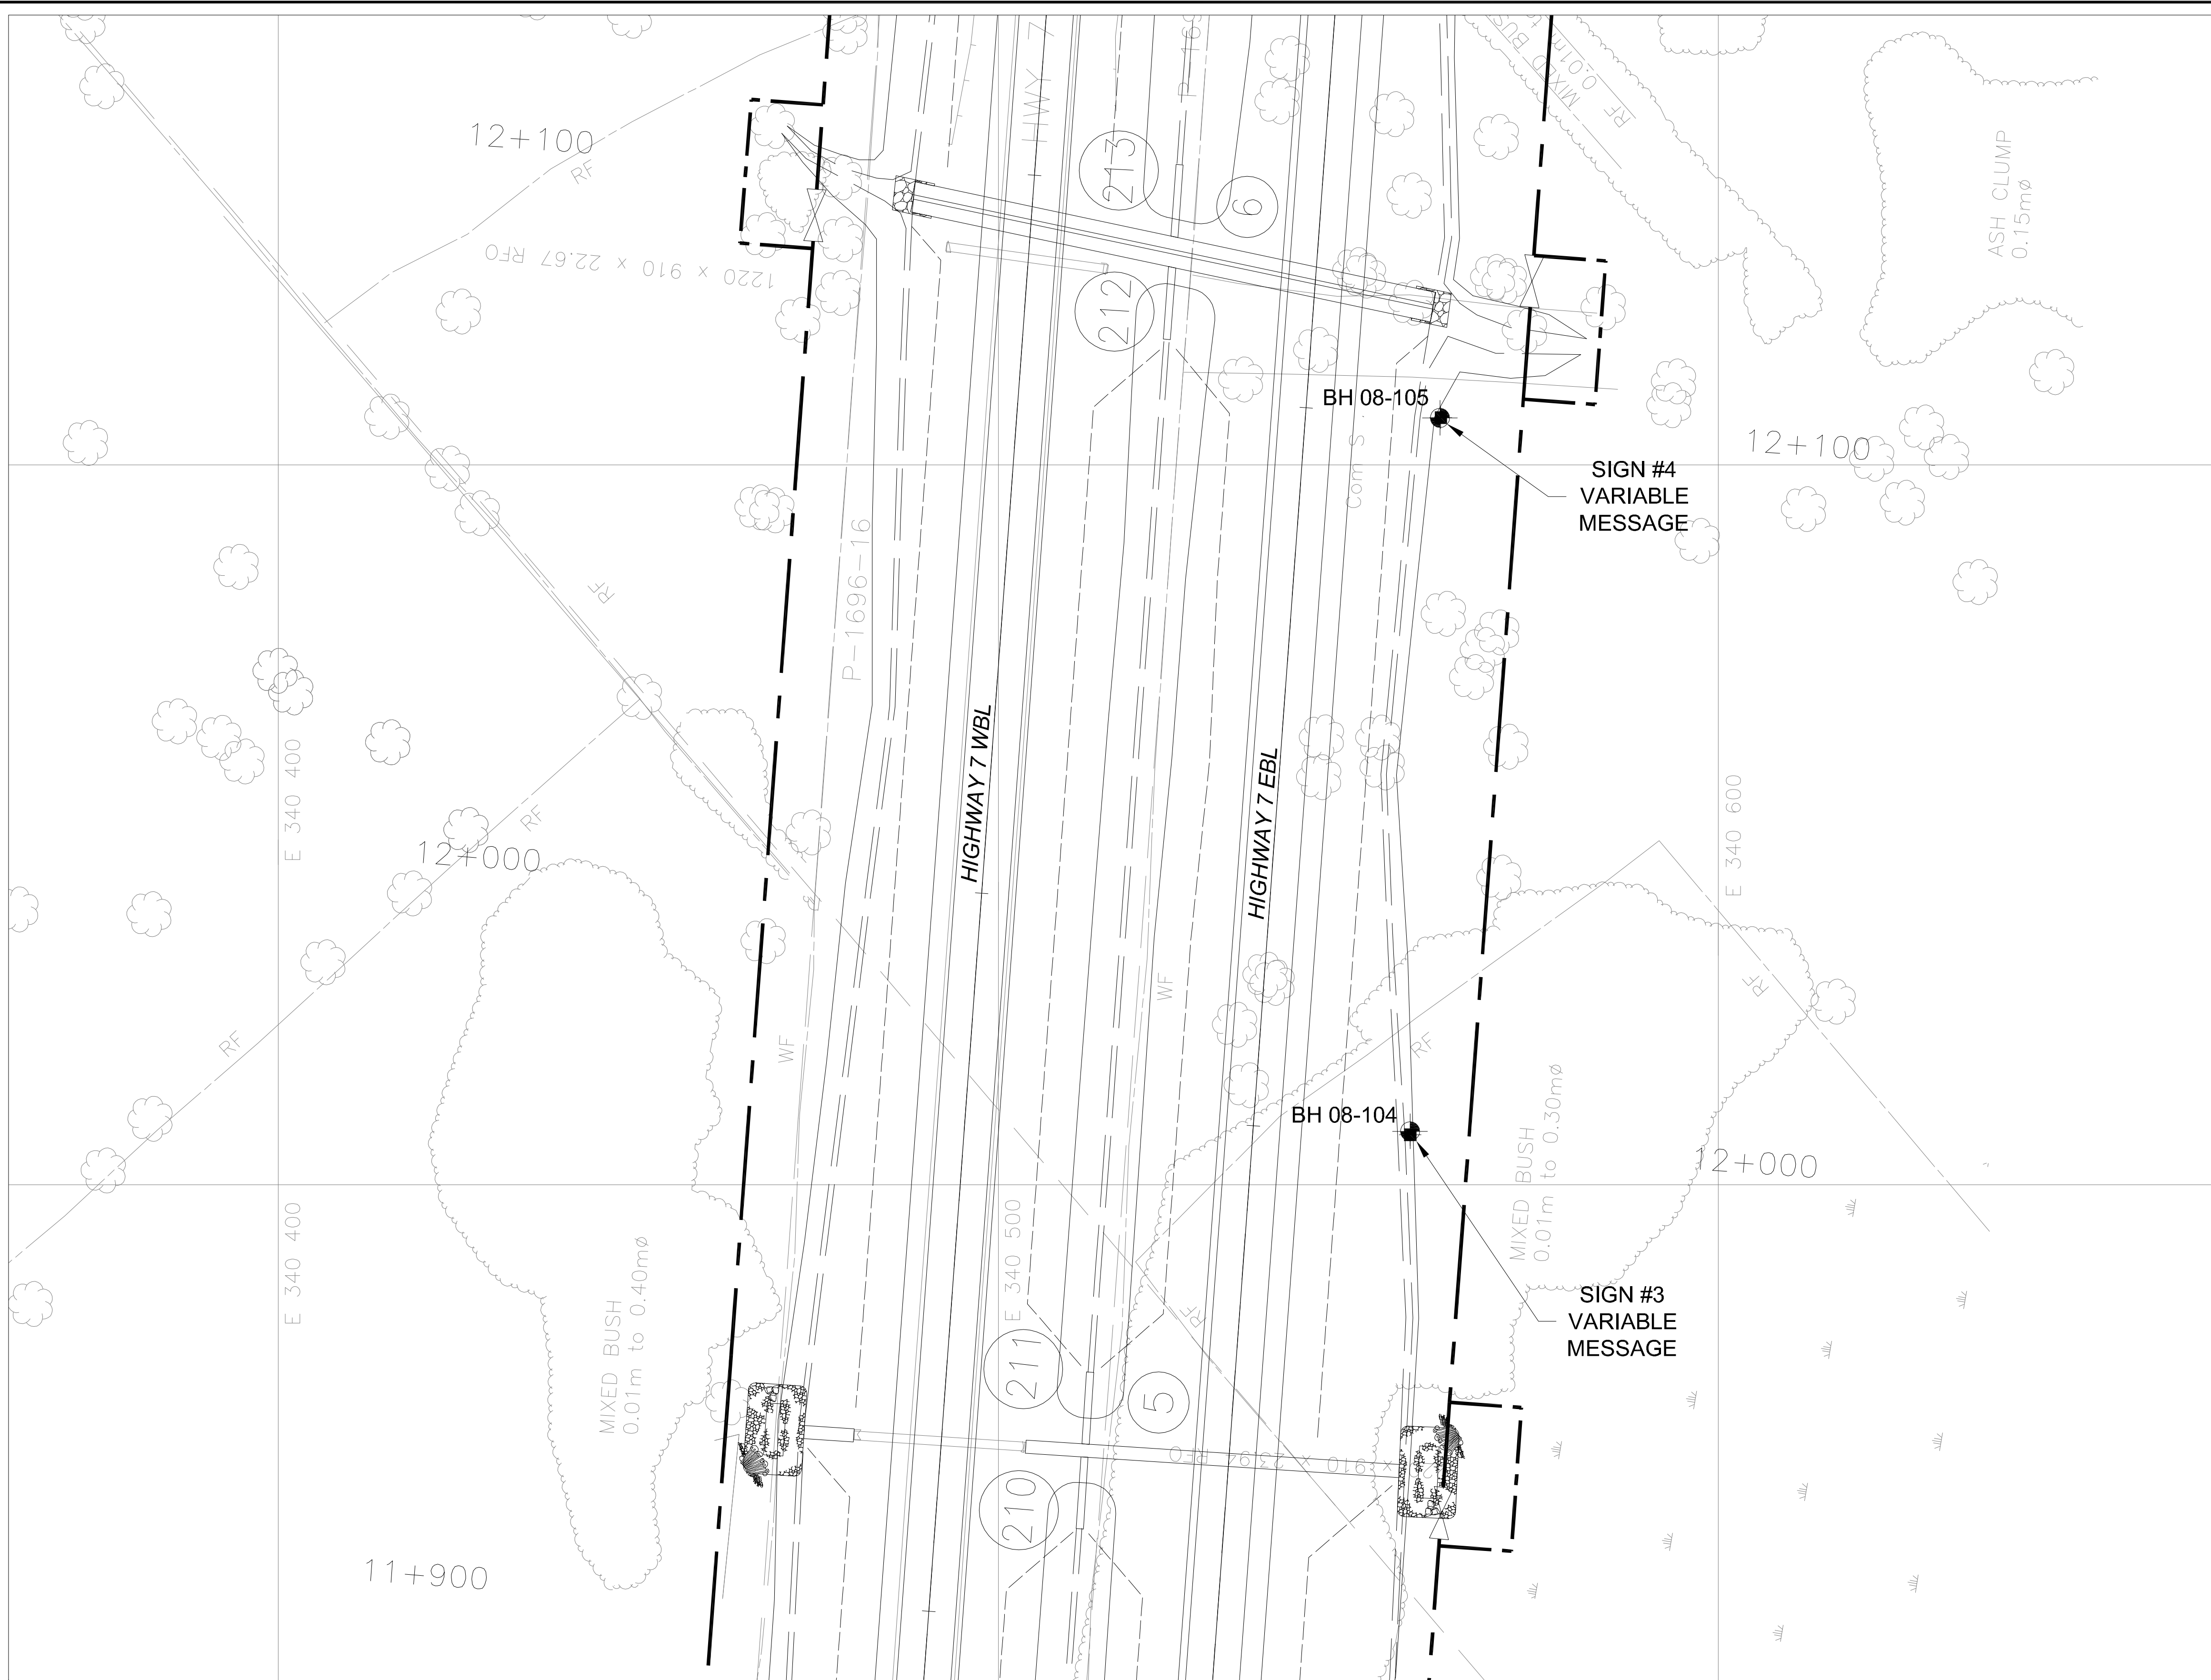 12+100
RF
1220 x 910 x 22.67 RFO
HWY 7
213
6
212
RF
ASH CLUMP
0.15mØ
BH 08-105
12+100
SIGN #4
VARIABLE
MESSAGE
Com S.
P-1696-16
RF
HIGHWAY 7 WBL
HIGHWAY 7 EBL
E 340 400
E 340 600
12+000
RF
RF
WF
WF
RF
RF
BH 08-104
12+000
MIXED BUSH
0.01m to 0.30mØ
E 340 400
E 340 500
MIXED BUSH
0.01m to 0.40mØ
RF
SIGN #3
VARIABLE
MESSAGE
211
5
210
11+900